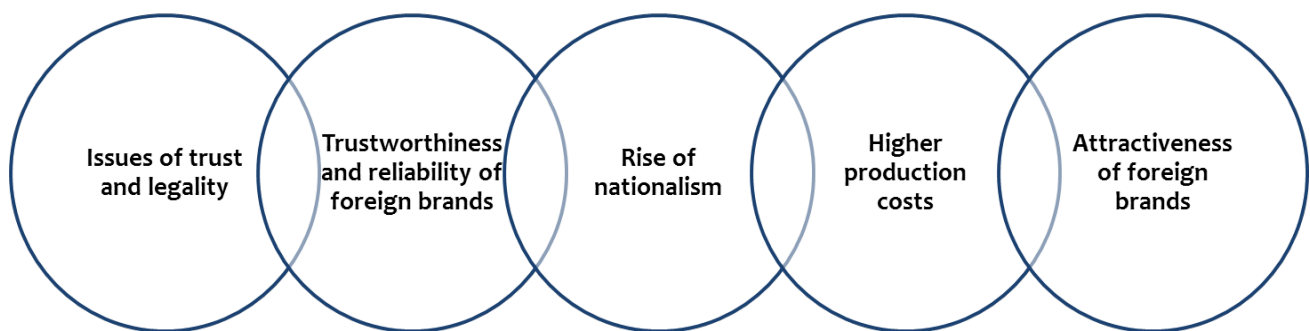 Issues of trust
and legality
Trustworthiness
and reliability of
foreign brands
Rise of
nationalism
Higher
production
costs
Attractiveness
of foreign
brands